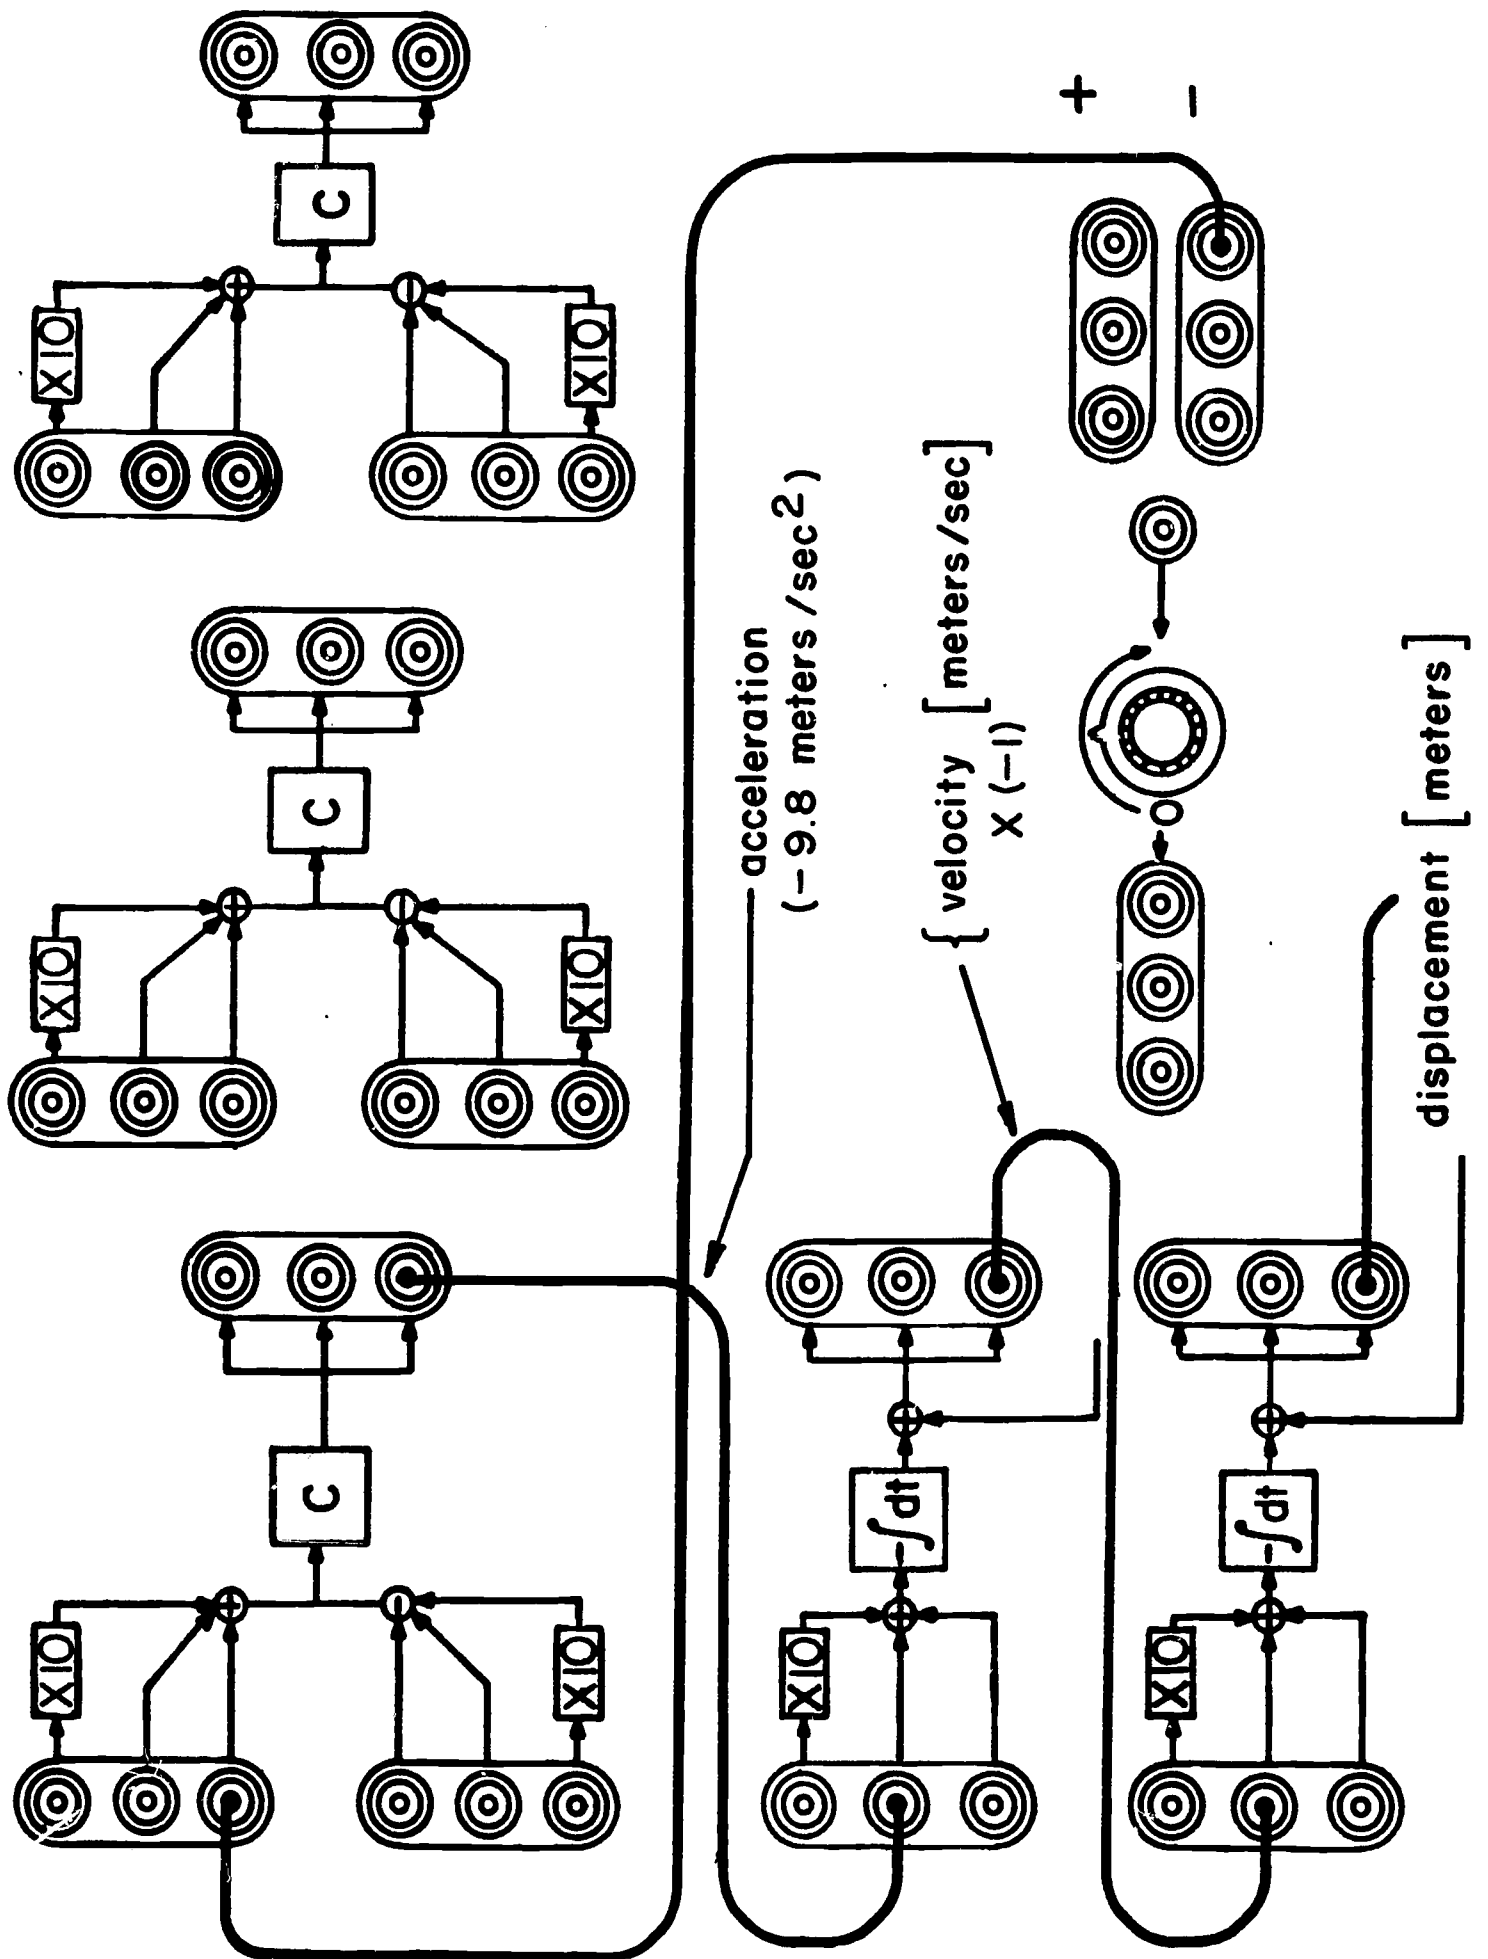 X10
X10
C
X10
X10
C
X10
X10
C
+
−
acceleration
(−9.8 meters/sec²)
{ velocity [meters/sec]
X (−1)
0
displacement [meters]
X10
−∫dt
X10
−∫dt